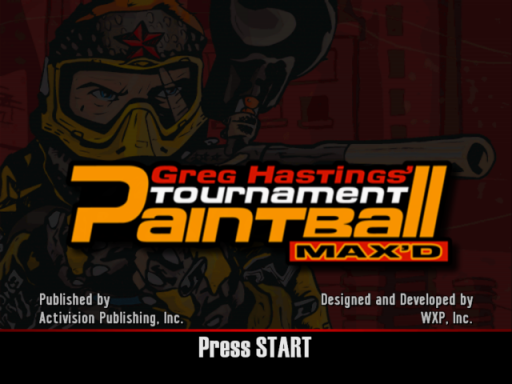 Greg Hastings'
Tournament
Paintball
MAX'D
Published by
Activision Publishing, Inc.
Designed and Developed by
WXP, Inc.
Press START